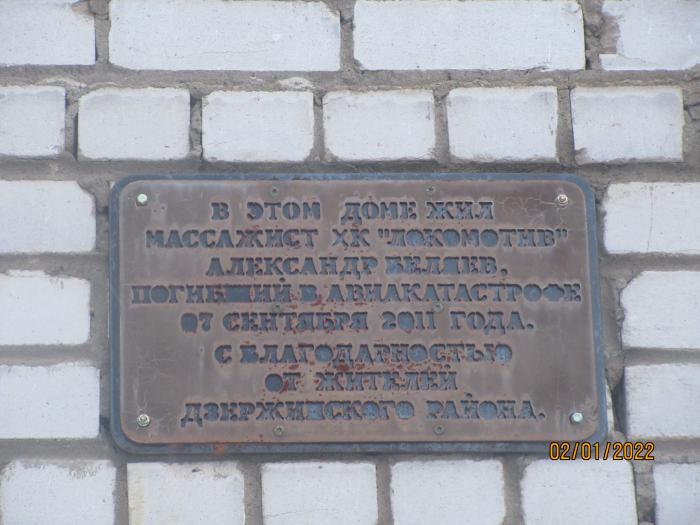 В ЭТОМ ДОМЕ ЖИЛ
МАССАЖИСТ ХК "ЛОКОМОТИВ"
АЛЕКСАНДР БЕЛЯЕВ,
ПОГИБШИЙ В АВИАКАТАСТРОФЕ
07 СЕНТЯБРЯ 2011 ГОДА.
С БЛАГОДАРНОСТЬЮ
ОТ ЖИТЕЛЕЙ
ДЗЕРЖИНСКОГО РАЙОНА.
02/01/2022